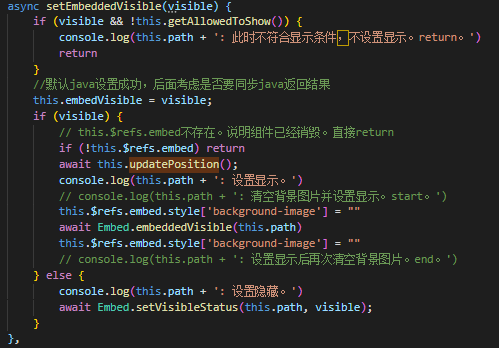 async setEmbeddedVisible(visible) {
    if (visible && !this.getAllowedToShow()) {
        console.log(this.path + ': 此时不符合显示条件，不设置显示。return。')
        return
    }
    //默认java设置成功，后面考虑是否要同步java返回结果
    this.embedVisible = visible;
    if (visible) {
        // this.$refs.embed不存在。说明组件已经销毁。直接return
        if (!this.$refs.embed) return
        await this.updatePosition();
        console.log(this.path + ': 设置显示。')
        // console.log(this.path + ': 清空背景图片并设置显示。start。')
        this.$refs.embed.style['background-image'] = ""
        await Embed.embeddedVisible(this.path)
        this.$refs.embed.style['background-image'] = ""
        // console.log(this.path + ': 设置显示后再次清空背景图片。end。')
    } else {
        console.log(this.path + ': 设置隐藏。')
        await Embed.setVisibleStatus(this.path, visible);
    }
},